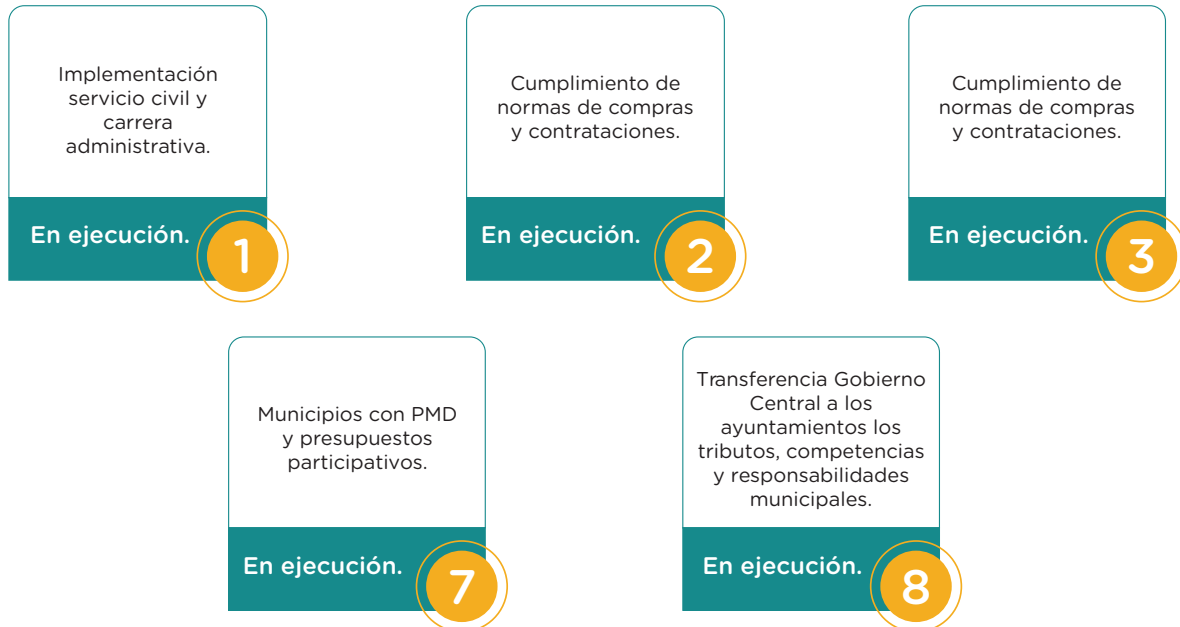 Implementación
servicio civil y
carrera
administrativa.
En ejecución.
1
Cumplimiento de
normas de compras
y contrataciones.
En ejecución.
2
Cumplimiento de
normas de compras
y contrataciones.
En ejecución.
3
Municipios con PMD
y presupuestos
participativos.
En ejecución.
7
Transferencia Gobierno
Central a los
ayuntamientos los
tributos, competencias
y responsabilidades
municipales.
En ejecución.
8